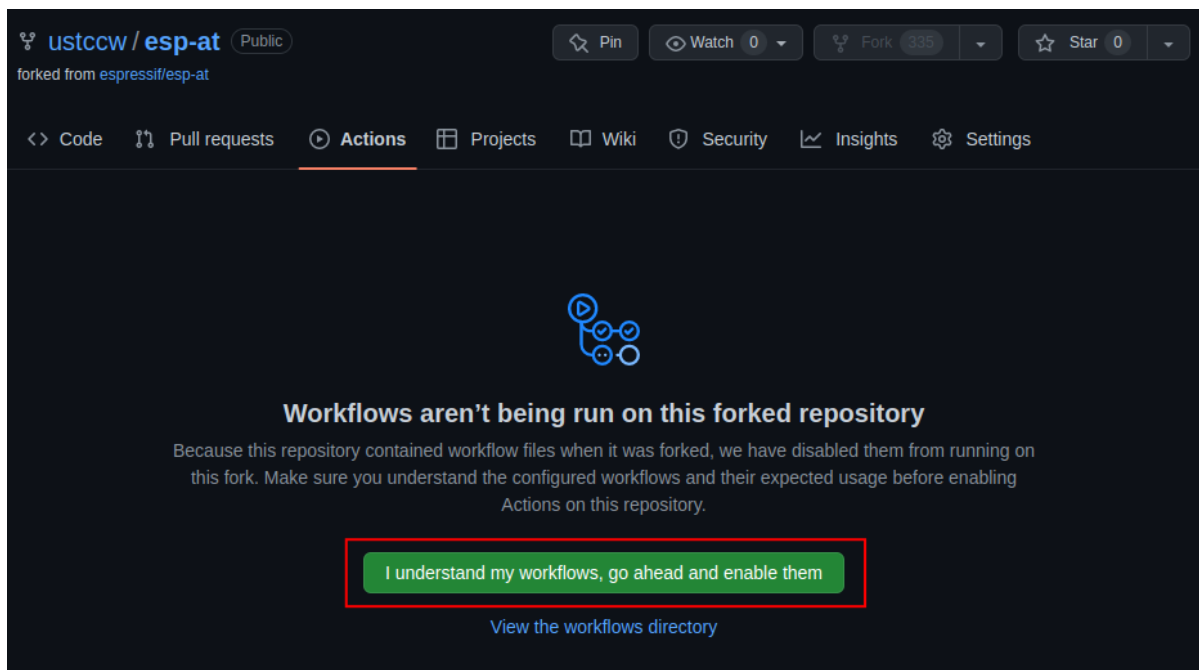 ustccw / esp-at Public Pin Watch 0 Fork 335 Star 0
forked from espressif/esp-at
Code Pull requests Actions Projects Wiki Security Insights Settings
Workflows aren’t being run on this forked repository
Because this repository contained workflow files when it was forked, we have disabled them from running on
this fork. Make sure you understand the configured workflows and their expected usage before enabling
Actions on this repository.
I understand my workflows, go ahead and enable them
View the workflows directory